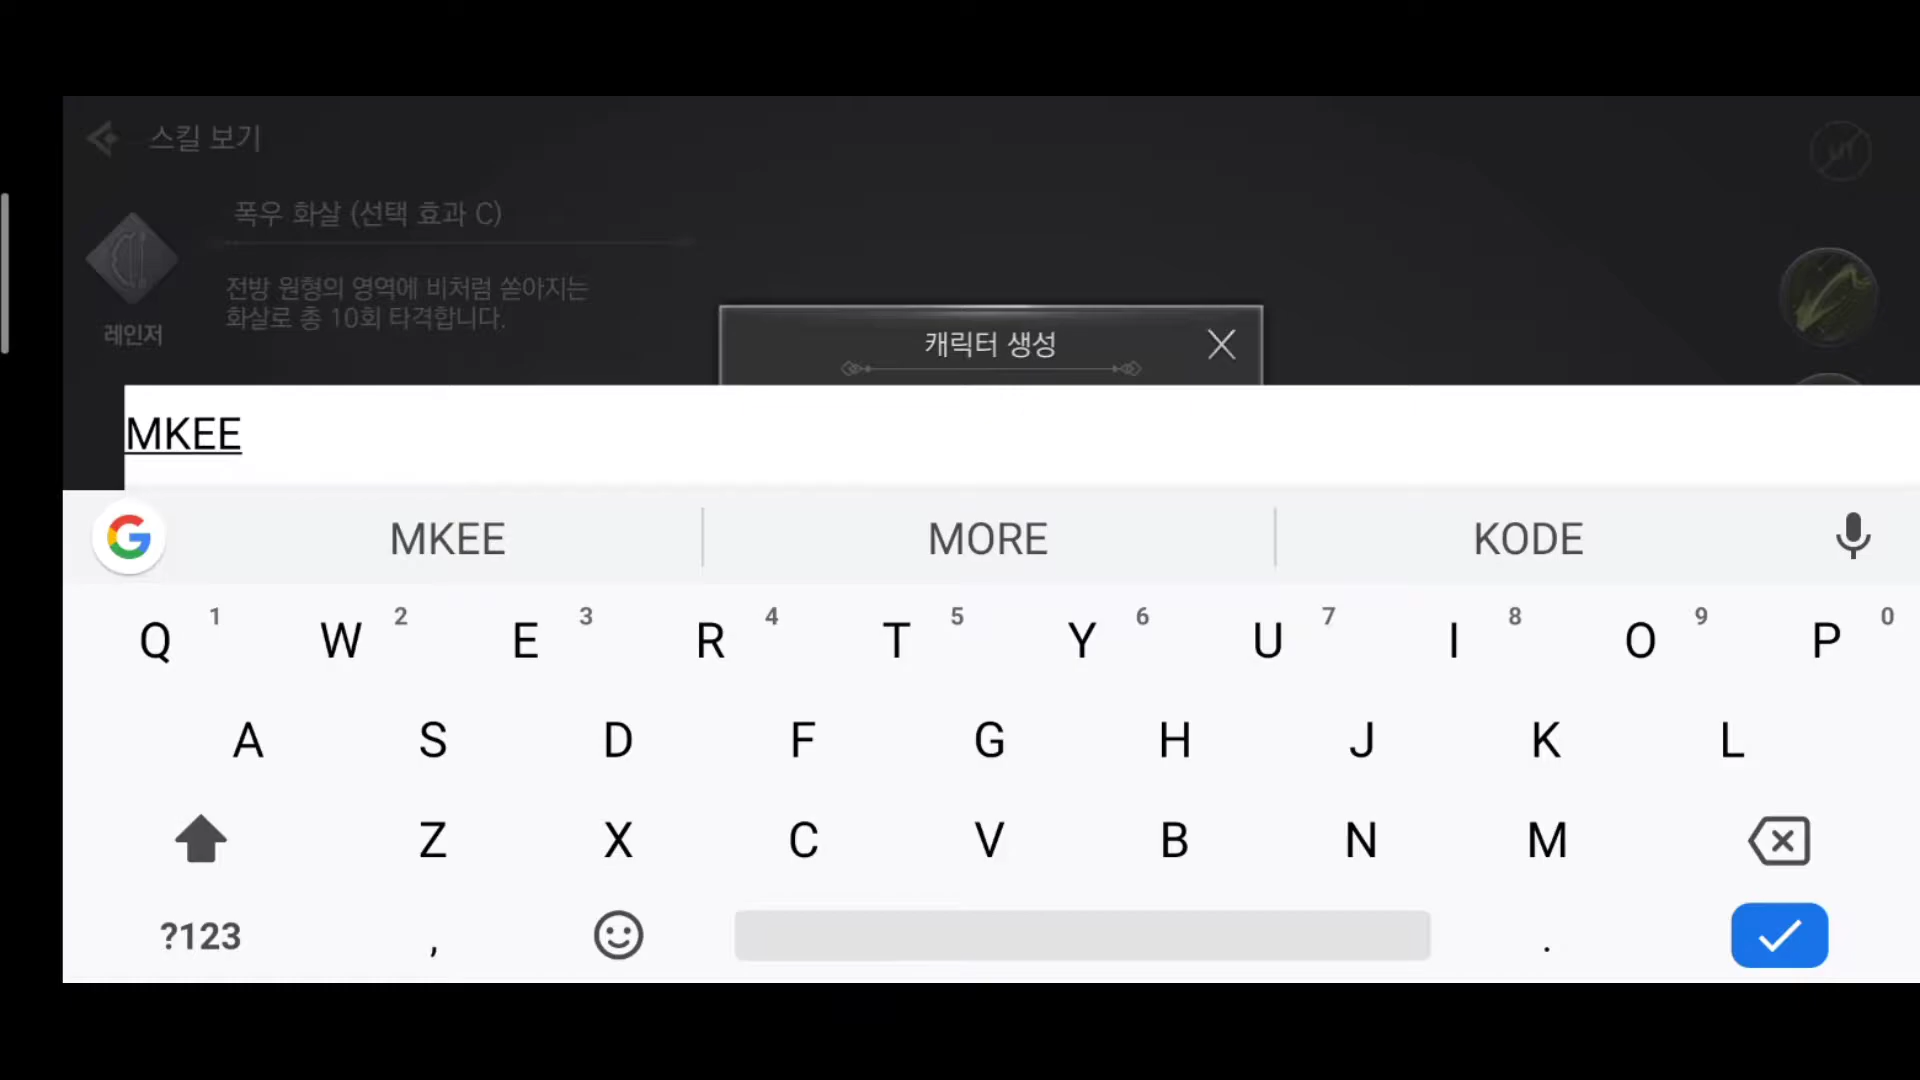 스킬 보기
폭우 화살 (선택 효과 C)
전방 원형의 영역에 비처럼 쏟아지는
화살로 총 10회 타격합니다.
레인저
캐릭터 생성
MKEE
MKEE MORE KODE
Q 1 W 2 E 3 R 4 T 5 Y 6 U 7 I 8 O 9 P 0
A S D F G H J K L
Z X C V B N M
?123 , .